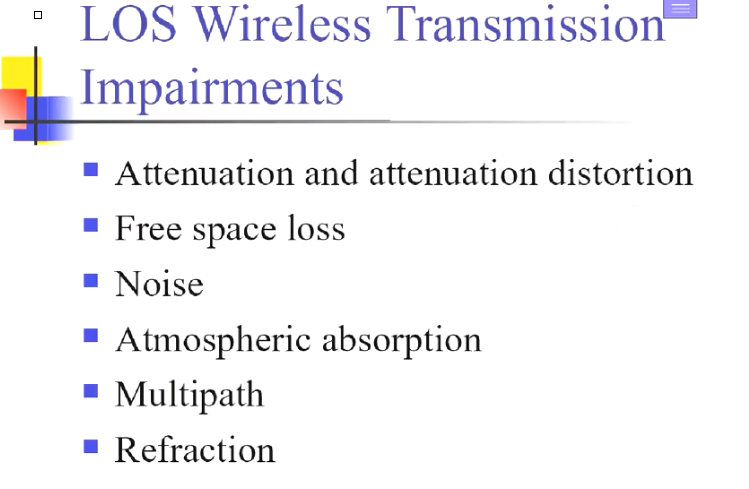 LOS Wireless Transmission
Impairments
Attenuation and attenuation distortion
Free space loss
Noise
Atmospheric absorption
Multipath
Refraction